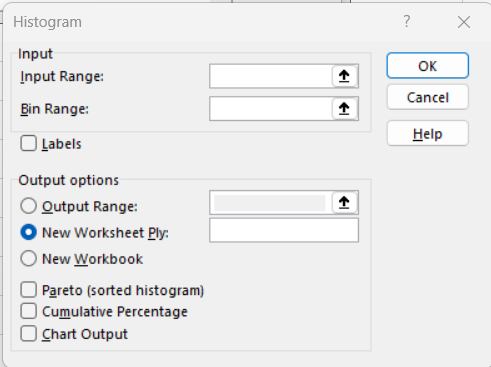 Histogram ?
Input
Input Range:
OK
Bin Range:
Cancel
Labels
Help
Output options
Output Range:
New Worksheet Ply:
New Workbook
Pareto (sorted histogram)
Cumulative Percentage
Chart Output